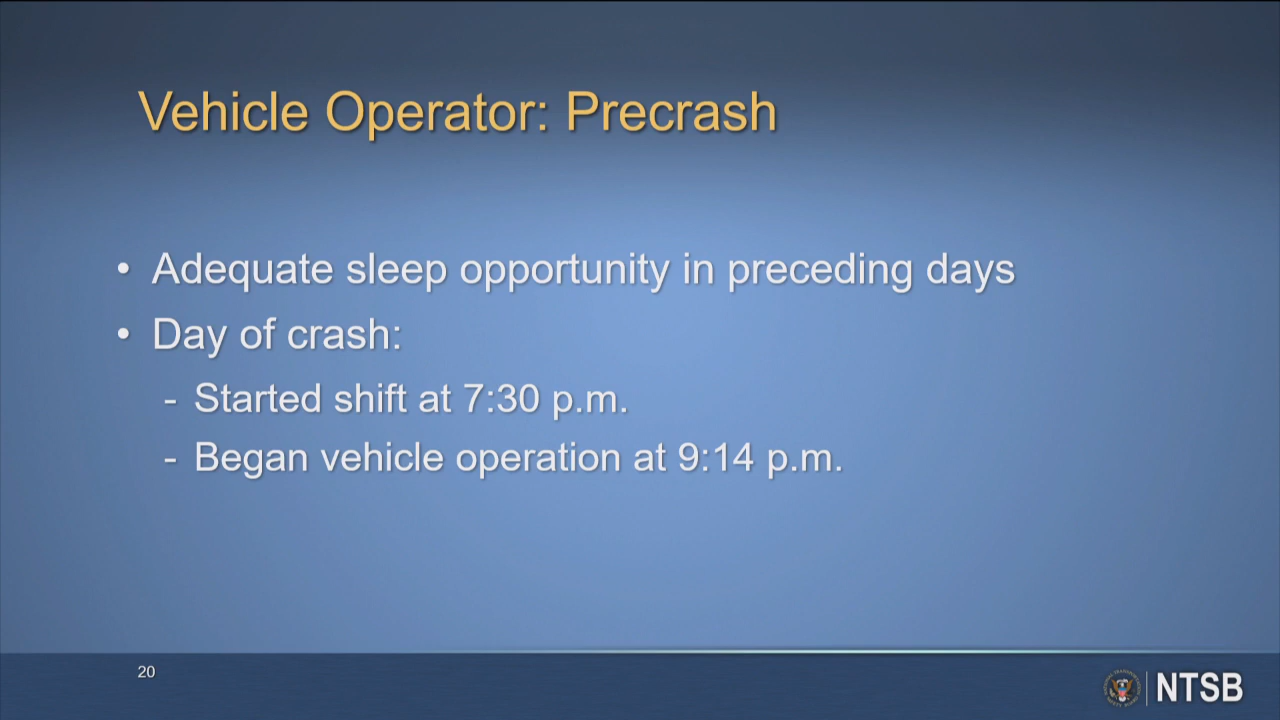 Vehicle Operator: Precrash
• Adequate sleep opportunity in preceding days
• Day of crash:
- Started shift at 7:30 p.m.
- Began vehicle operation at 9:14 p.m.
20
NTSB